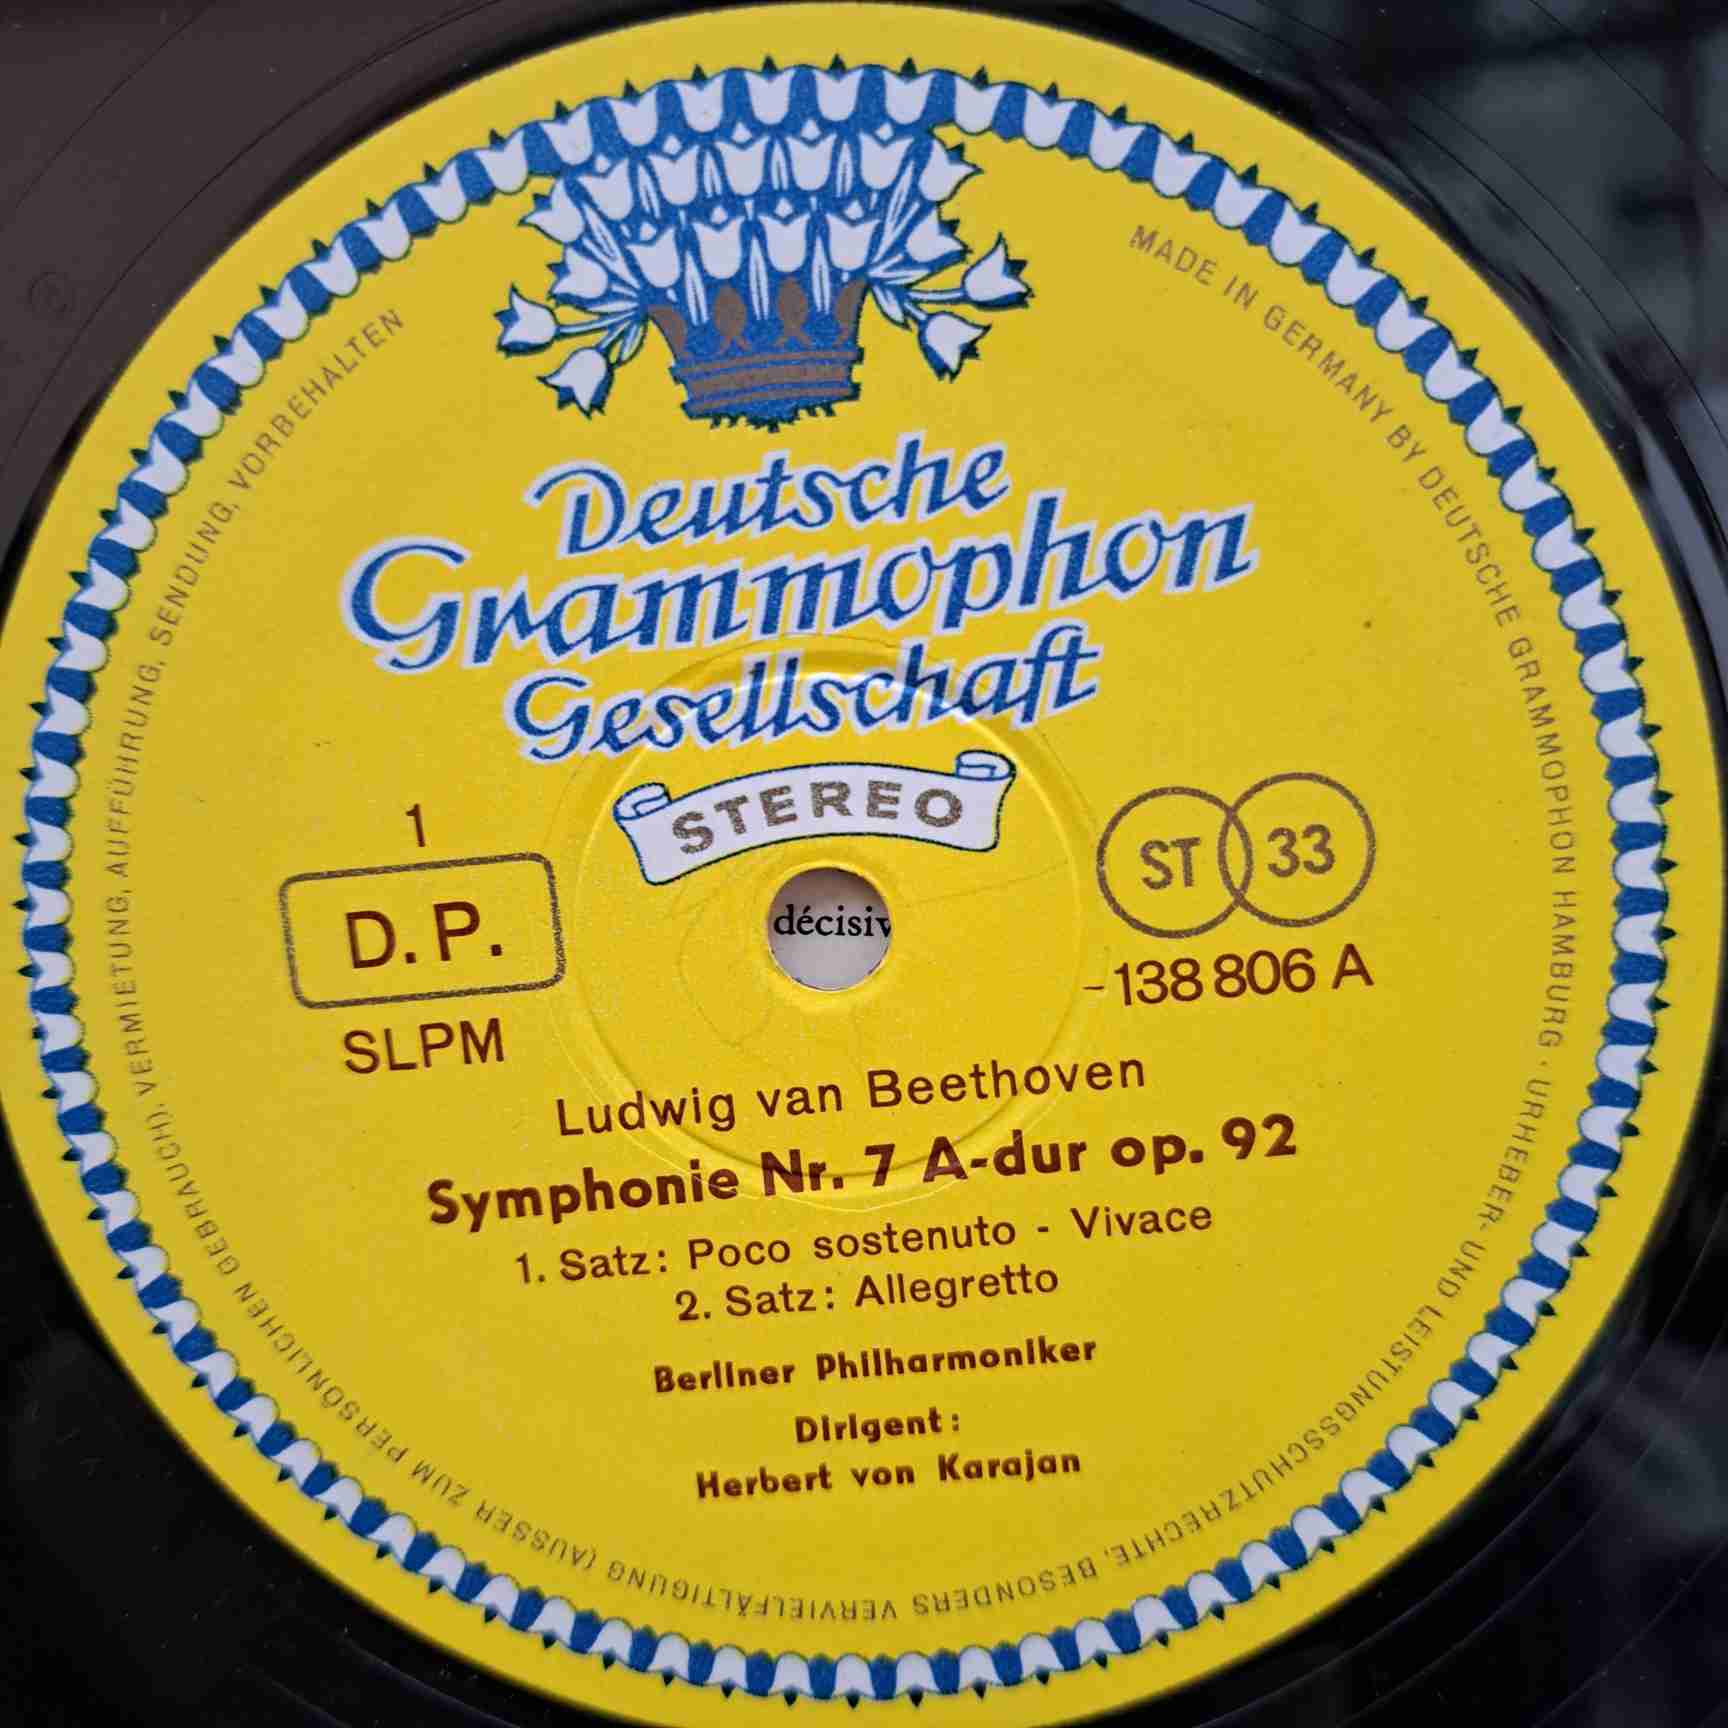 Deutsche
Grammophon
Gesellschaft
STEREO
1
D.P.
SLPM
ST 33
-138 806 A
décisiv
Ludwig van Beethoven
Symphonie Nr. 7 A-dur op. 92
1. Satz: Poco sostenuto - Vivace
2. Satz: Allegretto
Berliner Philharmoniker
Dirigent:
Herbert von Karajan
MADE IN GERMANY BY DEUTSCHE GRAMMOPHON HAMBURG · URHEBER- UND LEISTUNGSSCHUTZRECHTE, BESONDERS VERVIELFÄLTIGUNG (AUSSER ZUM PERSÖNLICHEN GEBRAUCH), VERMIETUNG, AUFFÜHRUNG, SENDUNG, VORBEHALTEN